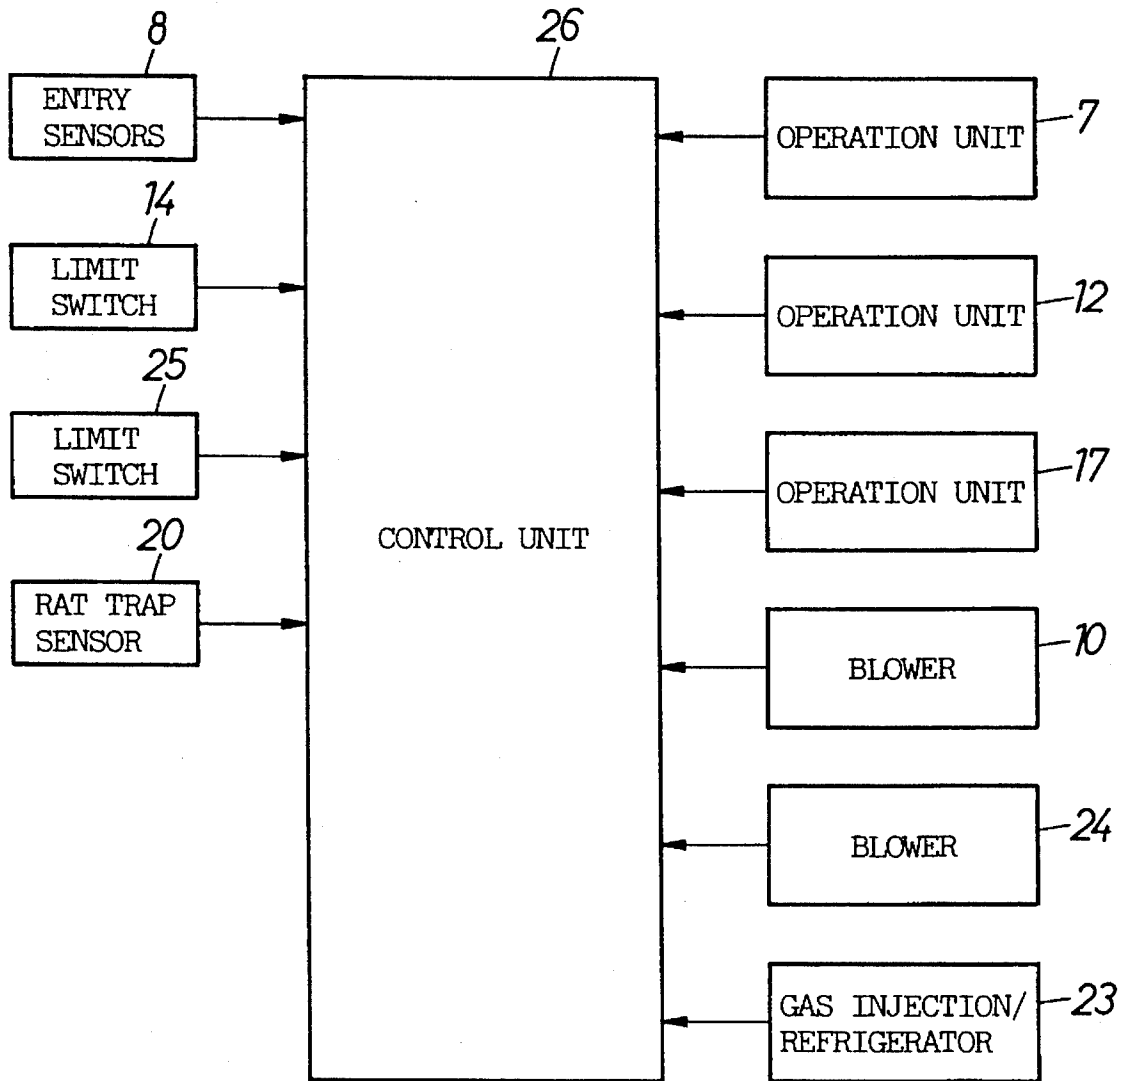 8
ENTRY
SENSORS
14
LIMIT
SWITCH
25
LIMIT
SWITCH
20
RAT TRAP
SENSOR
26
CONTROL UNIT
7
OPERATION UNIT
12
OPERATION UNIT
17
OPERATION UNIT
10
BLOWER
24
BLOWER
23
GAS INJECTION/
REFRIGERATOR